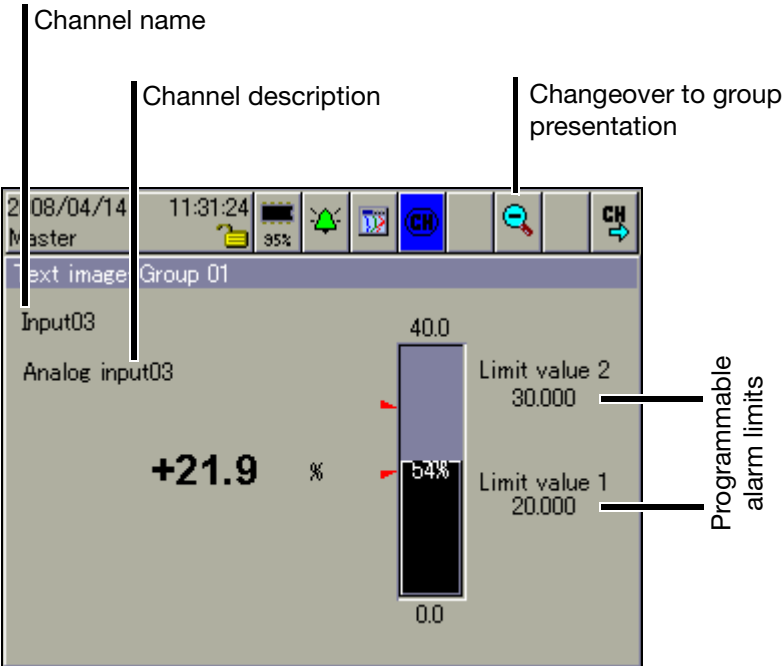 Channel name
Channel description
Changeover to group
presentation
2008/04/14 11:31:24
Master
95%
CH
CH
Text image: Group 01
Input03
40.0
Analog input03
Limit value 2
30.000
+21.9 %
54%
Limit value 1
20.000
0.0
Programmable
alarm limits